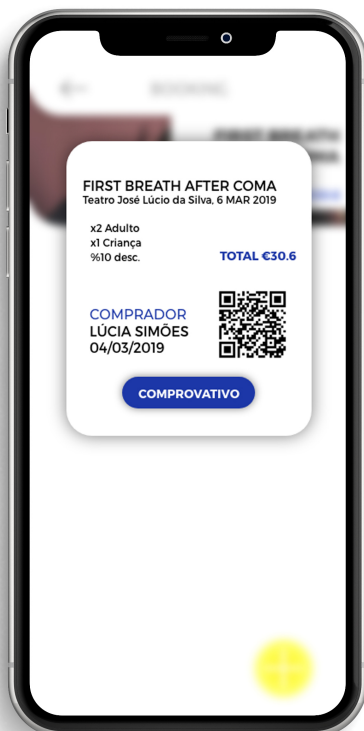 BOOKING
FIRST BREATH AFTER COMA
Teatro José Lúcio da Silva, 6 MAR 2019
x2 Adulto
x1 Criança
%10 desc.
TOTAL €30.6
COMPRADOR
LÚCIA SIMÕES
04/03/2019
COMPROVATIVO